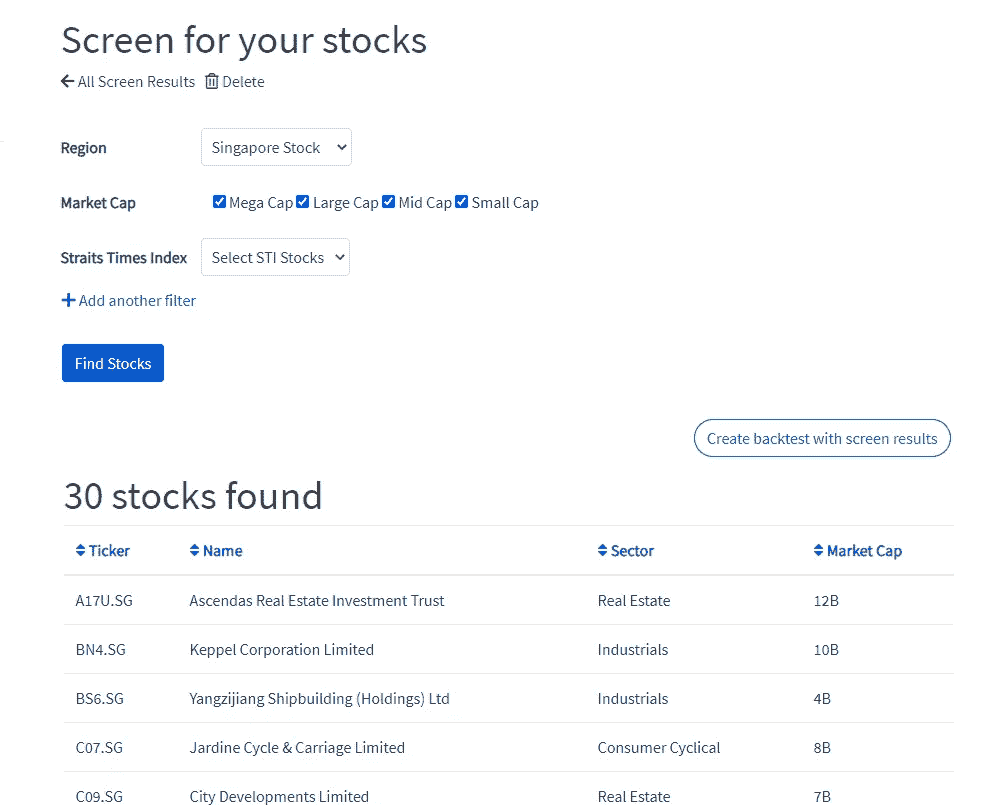 Screen for your stocks
All Screen Results Delete
Region Singapore Stock
Market Cap Mega Cap Large Cap Mid Cap Small Cap
Straits Times Index Select STI Stocks
Add another filter
Find Stocks
Create backtest with screen results
30 stocks found
Ticker Name Sector Market Cap
A17U.SG Ascendas Real Estate Investment Trust Real Estate 12B
BN4.SG Keppel Corporation Limited Industrials 10B
BS6.SG Yangzijiang Shipbuilding (Holdings) Ltd Industrials 4B
C07.SG Jardine Cycle & Carriage Limited Consumer Cyclical 8B
C09.SG City Developments Limited Real Estate 7B